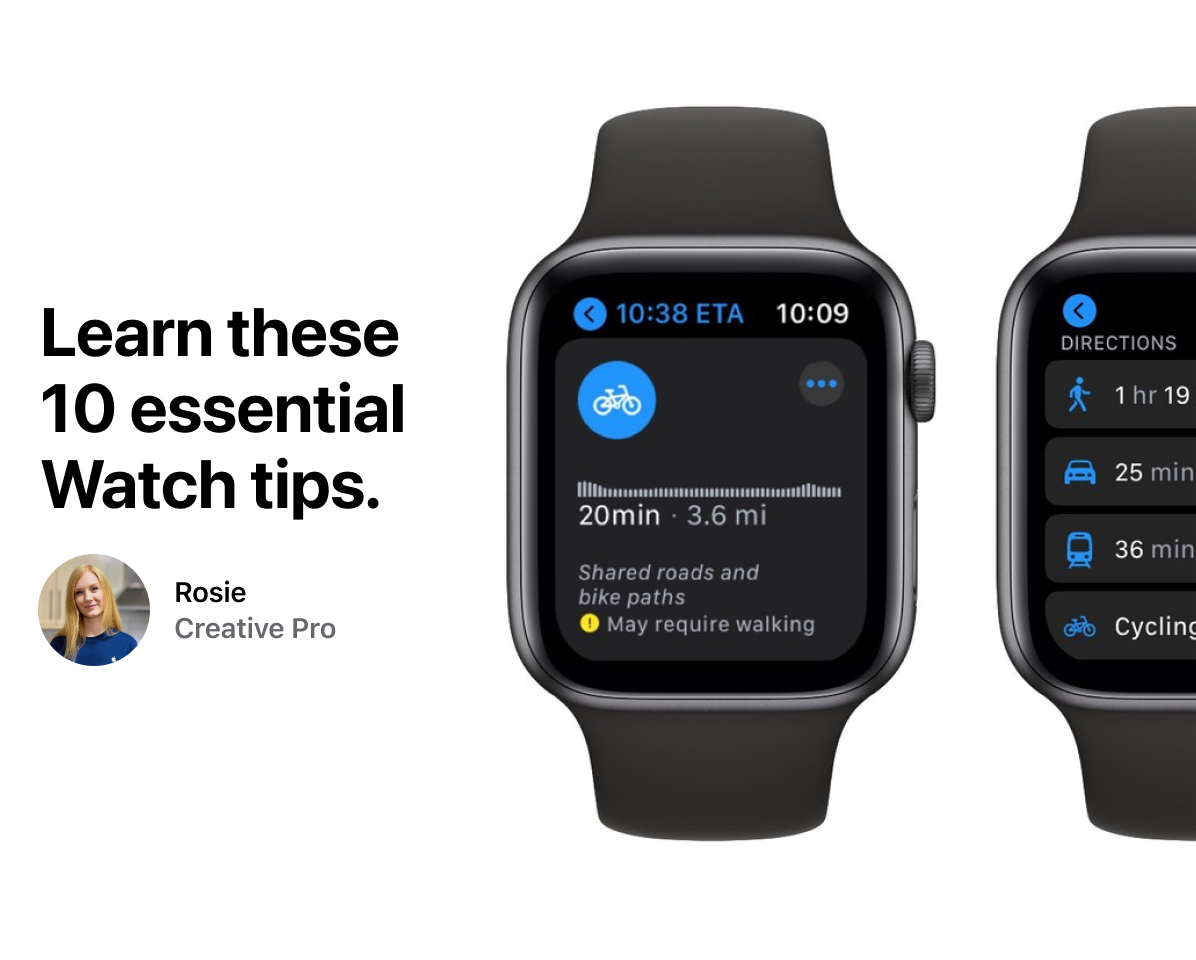 Learn these
10 essential
Watch tips.
Rosie
Creative Pro
10:38 ETA 10:09
20min · 3.6 mi
Shared roads and
bike paths
! May require walking
DIRECTIONS
1 hr 19
25 min
36 min
Cycling